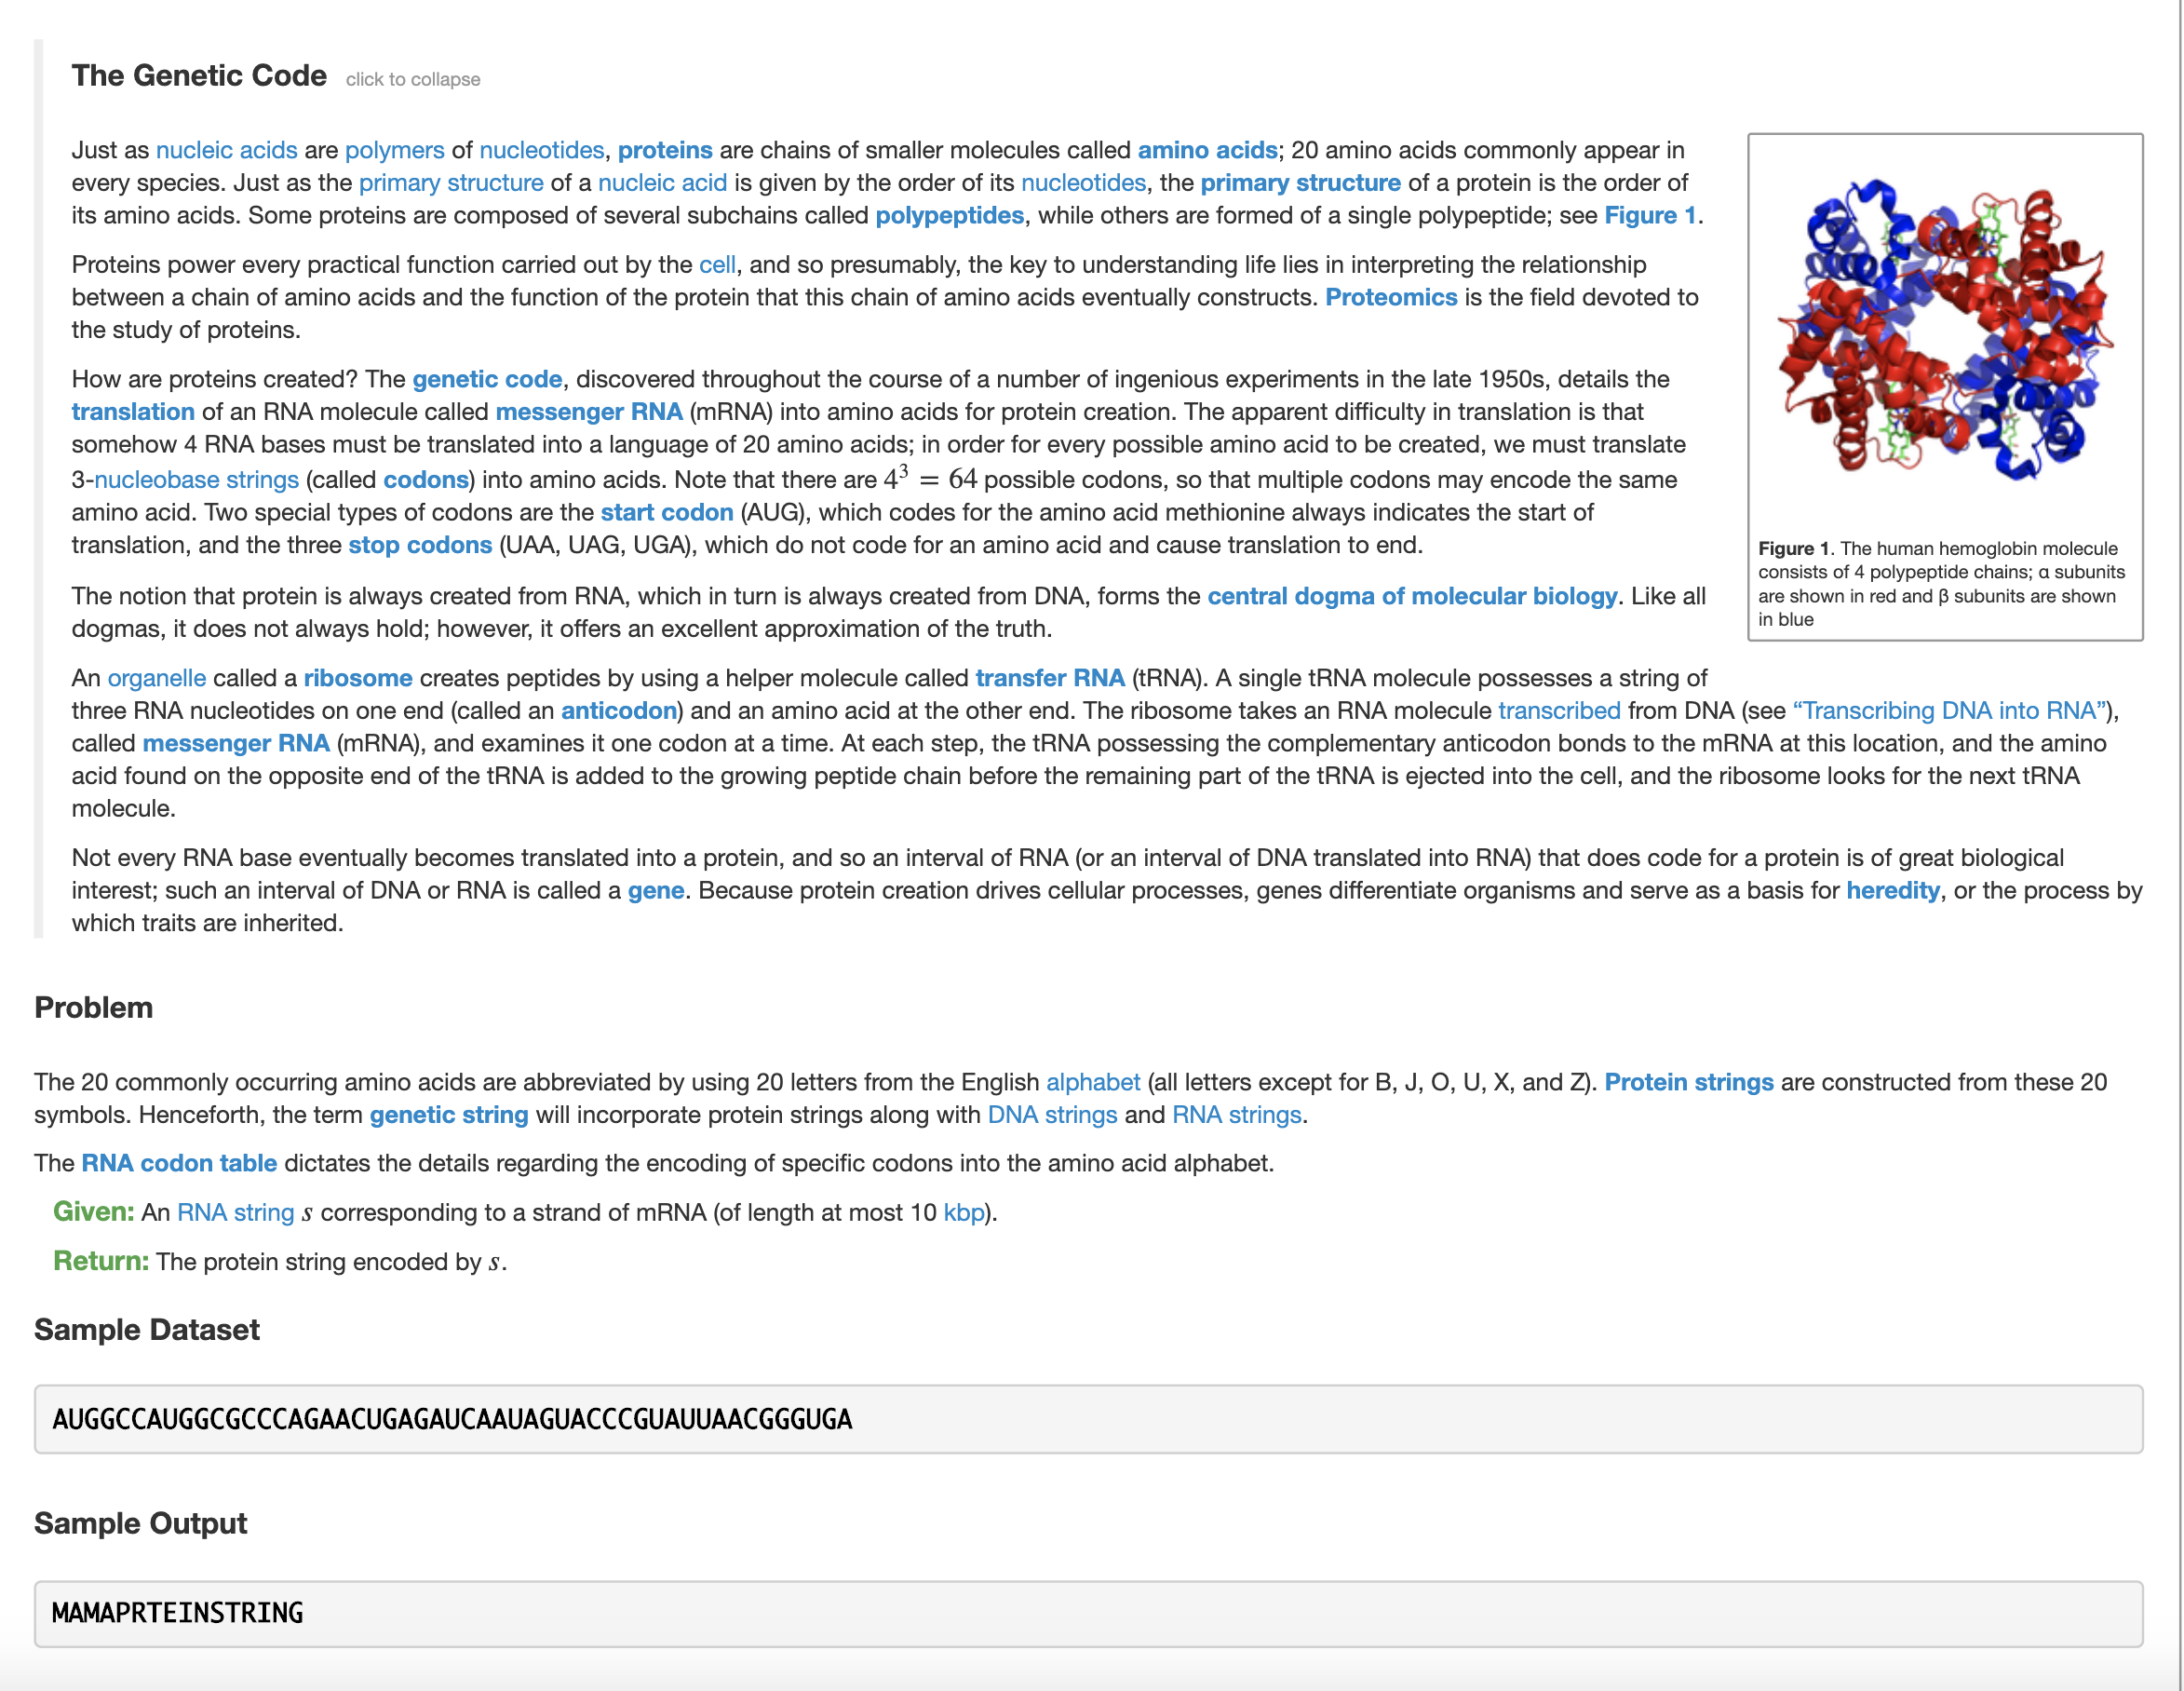 The Genetic Code click to collapse
Just as nucleic acids are polymers of nucleotides, proteins are chains of smaller molecules called amino acids; 20 amino acids commonly appear in
every species. Just as the primary structure of a nucleic acid is given by the order of its nucleotides, the primary structure of a protein is the order of
its amino acids. Some proteins are composed of several subchains called polypeptides, while others are formed of a single polypeptide; see Figure 1.
Proteins power every practical function carried out by the cell, and so presumably, the key to understanding life lies in interpreting the relationship
between a chain of amino acids and the function of the protein that this chain of amino acids eventually constructs. Proteomics is the field devoted to
the study of proteins.
How are proteins created? The genetic code, discovered throughout the course of a number of ingenious experiments in the late 1950s, details the
translation of an RNA molecule called messenger RNA (mRNA) into amino acids for protein creation. The apparent difficulty in translation is that
somehow 4 RNA bases must be translated into a language of 20 amino acids; in order for every possible amino acid to be created, we must translate
3-nucleobase strings (called codons) into amino acids. Note that there are 4³ = 64 possible codons, so that multiple codons may encode the same
amino acid. Two special types of codons are the start codon (AUG), which codes for the amino acid methionine always indicates the start of
translation, and the three stop codons (UAA, UAG, UGA), which do not code for an amino acid and cause translation to end.
The notion that protein is always created from RNA, which in turn is always created from DNA, forms the central dogma of molecular biology. Like all
dogmas, it does not always hold; however, it offers an excellent approximation of the truth.
Figure 1. The human hemoglobin molecule
consists of 4 polypeptide chains; α subunits
are shown in red and β subunits are shown
in blue
An organelle called a ribosome creates peptides by using a helper molecule called transfer RNA (tRNA). A single tRNA molecule possesses a string of
three RNA nucleotides on one end (called an anticodon) and an amino acid at the other end. The ribosome takes an RNA molecule transcribed from DNA (see “Transcribing DNA into RNA”),
called messenger RNA (mRNA), and examines it one codon at a time. At each step, the tRNA possessing the complementary anticodon bonds to the mRNA at this location, and the amino
acid found on the opposite end of the tRNA is added to the growing peptide chain before the remaining part of the tRNA is ejected into the cell, and the ribosome looks for the next tRNA
molecule.
Not every RNA base eventually becomes translated into a protein, and so an interval of RNA (or an interval of DNA translated into RNA) that does code for a protein is of great biological
interest; such an interval of DNA or RNA is called a gene. Because protein creation drives cellular processes, genes differentiate organisms and serve as a basis for heredity, or the process by
which traits are inherited.
Problem
The 20 commonly occurring amino acids are abbreviated by using 20 letters from the English alphabet (all letters except for B, J, O, U, X, and Z). Protein strings are constructed from these 20
symbols. Henceforth, the term genetic string will incorporate protein strings along with DNA strings and RNA strings.
The RNA codon table dictates the details regarding the encoding of specific codons into the amino acid alphabet.
Given: An RNA string s corresponding to a strand of mRNA (of length at most 10 kbp).
Return: The protein string encoded by s.
Sample Dataset
AUGGCCAUGGCGCCCAGAACUGAGAUCAAUAGUACCCGUAUUAACGGGUGA
Sample Output
MAMAPRTEINSTRING